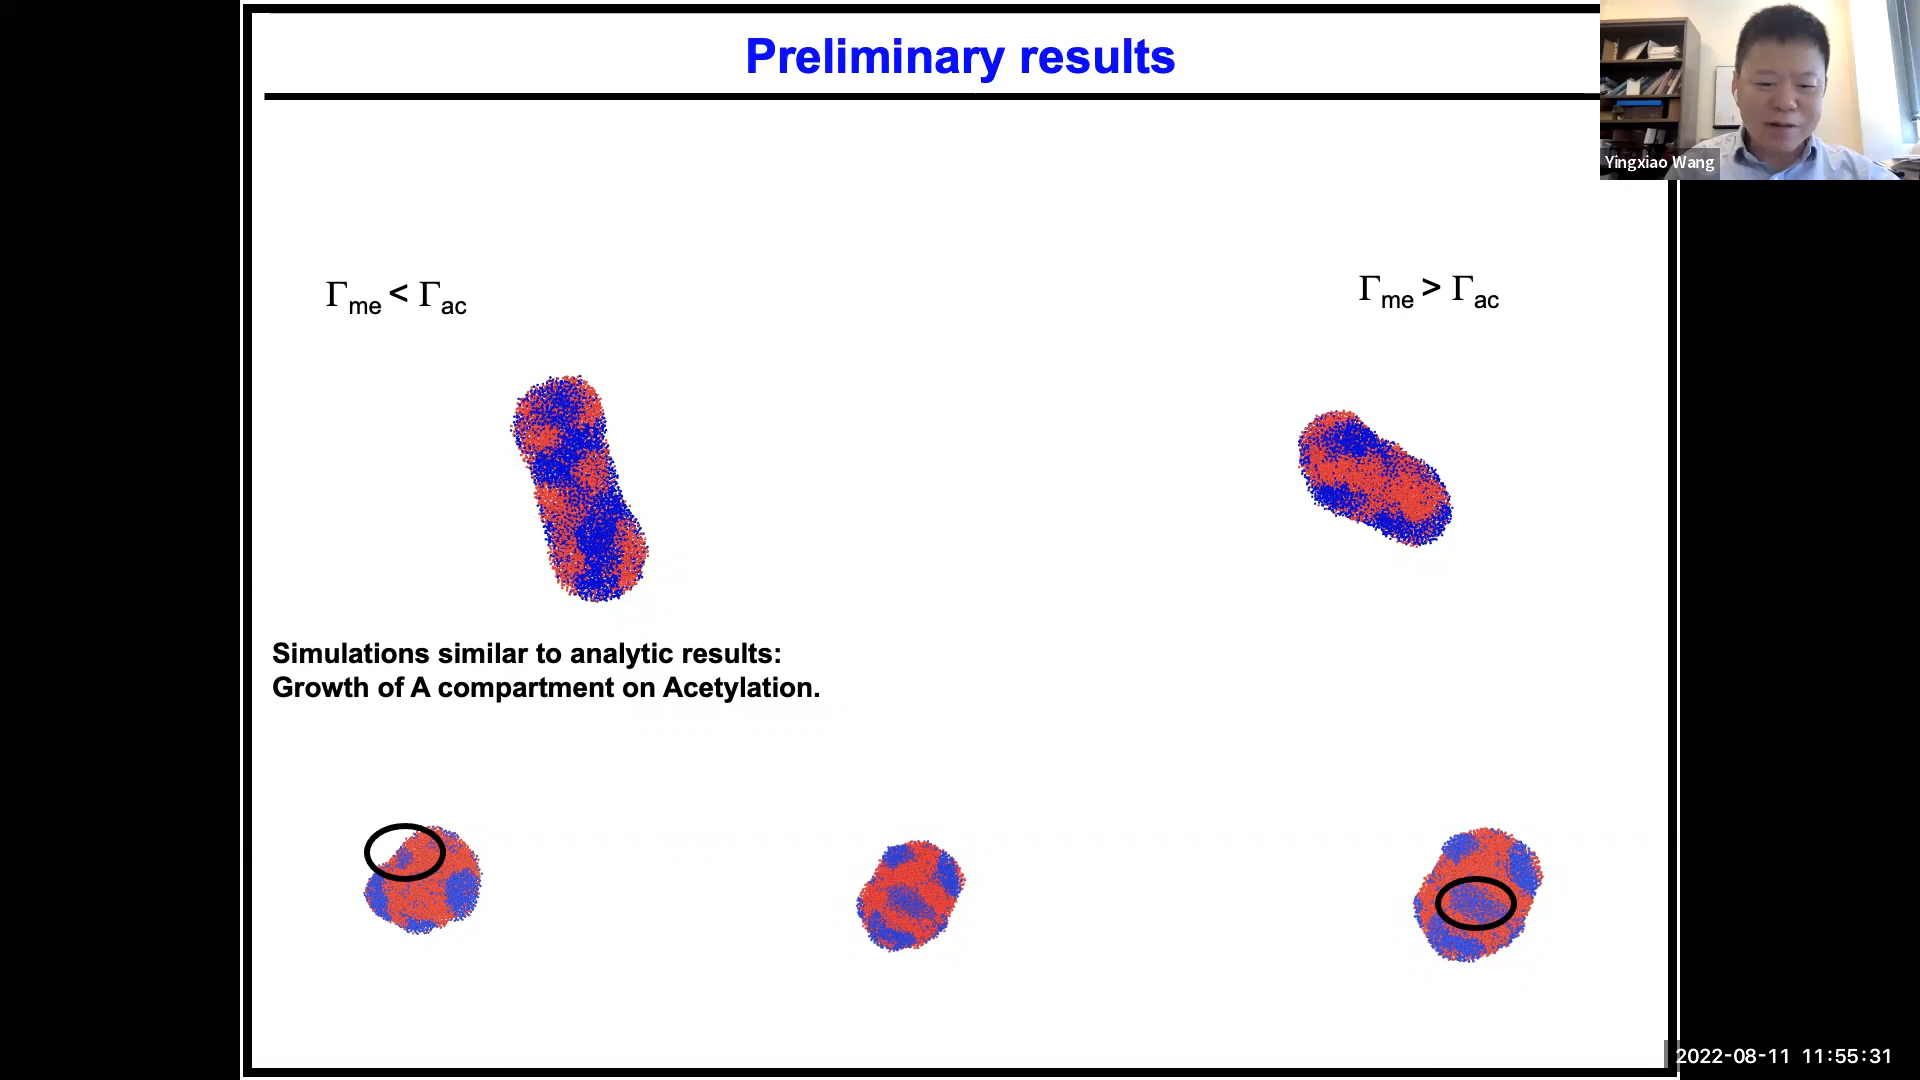 Preliminary results
Yingxiao Wang
Γme < Γac
Γme > Γac
Simulations similar to analytic results:
Growth of A compartment on Acetylation.
2022-08-11 11:55:31